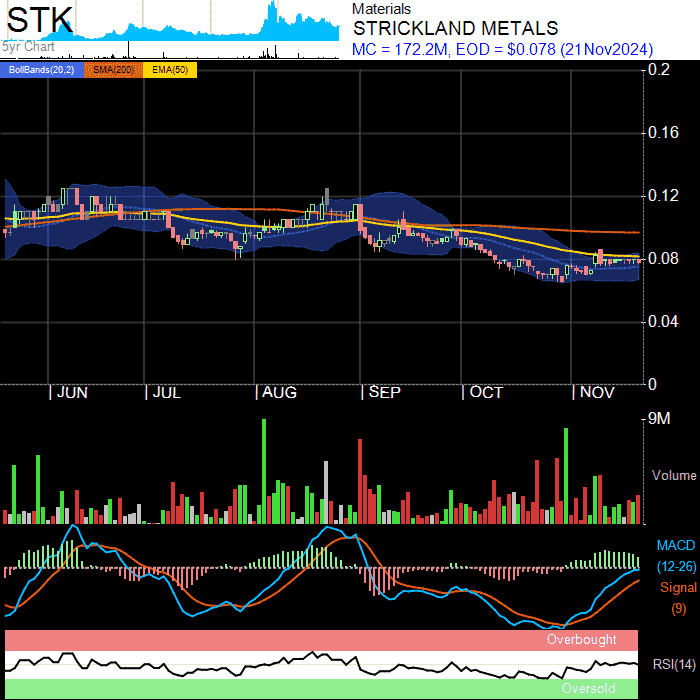 STK
5yr Chart
Materials
STRICKLAND METALS
MC = 172.2M, EOD = $0.078 (21Nov2024)
BollBands(20,2) SMA(200) EMA(50)
0.2
0.16
0.12
0.08
0.04
0
JUN JUL AUG SEP OCT NOV
9M
Volume
MACD
(12-26)
Signal
(9)
Overbought
RSI(14)
Oversold